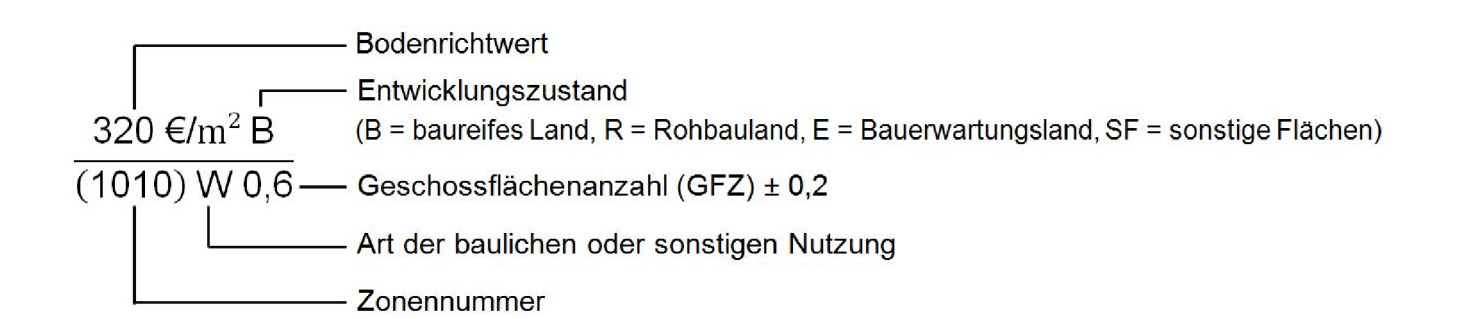 Bodenrichtwert
Entwicklungszustand
320 €/m² B
(B = baureifes Land, R = Rohbauland, E = Bauerwartungsland, SF = sonstige Flächen)
(1010) W 0,6
Geschossflächenanzahl (GFZ) ± 0,2
Art der baulichen oder sonstigen Nutzung
Zonennummer